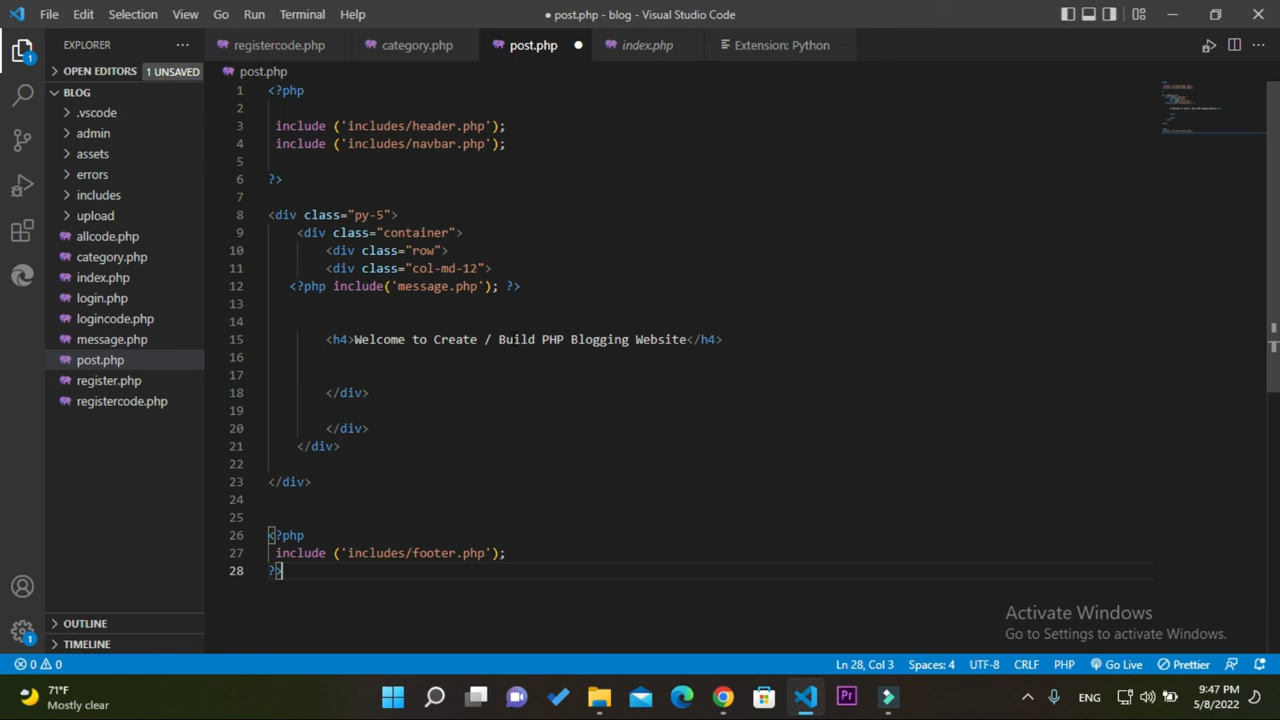 File Edit Selection View Go Run Terminal Help
● post.php - blog - Visual Studio Code
EXPLORER
registercode.php category.php post.php index.php Extension: Python
OPEN EDITORS 1 UNSAVED
post.php
BLOG
.vscode
admin
assets
errors
includes
upload
allcode.php
category.php
index.php
login.php
logincode.php
message.php
post.php
register.php
registercode.php
OUTLINE
TIMELINE
1
1
1 <?php
2
3 include ('includes/header.php');
4 include ('includes/navbar.php');
5
6 ?>
7
8 <div class="py-5">
9 <div class="container">
10 <div class="row">
11 <div class="col-md-12">
12 <?php include('message.php'); ?>
13
14
15 <h4>Welcome to Create / Build PHP Blogging Website</h4>
16
17
18 </div>
19
20 </div>
21 </div>
22
23 </div>
24
25
26 <?php
27 include ('includes/footer.php');
28 ?>
Activate Windows
Go to Settings to activate Windows.
0 0 Ln 28, Col 3 Spaces: 4 UTF-8 CRLF PHP Go Live Prettier
71°F
Mostly clear
Pr
ENG
9:47 PM
5/8/2022